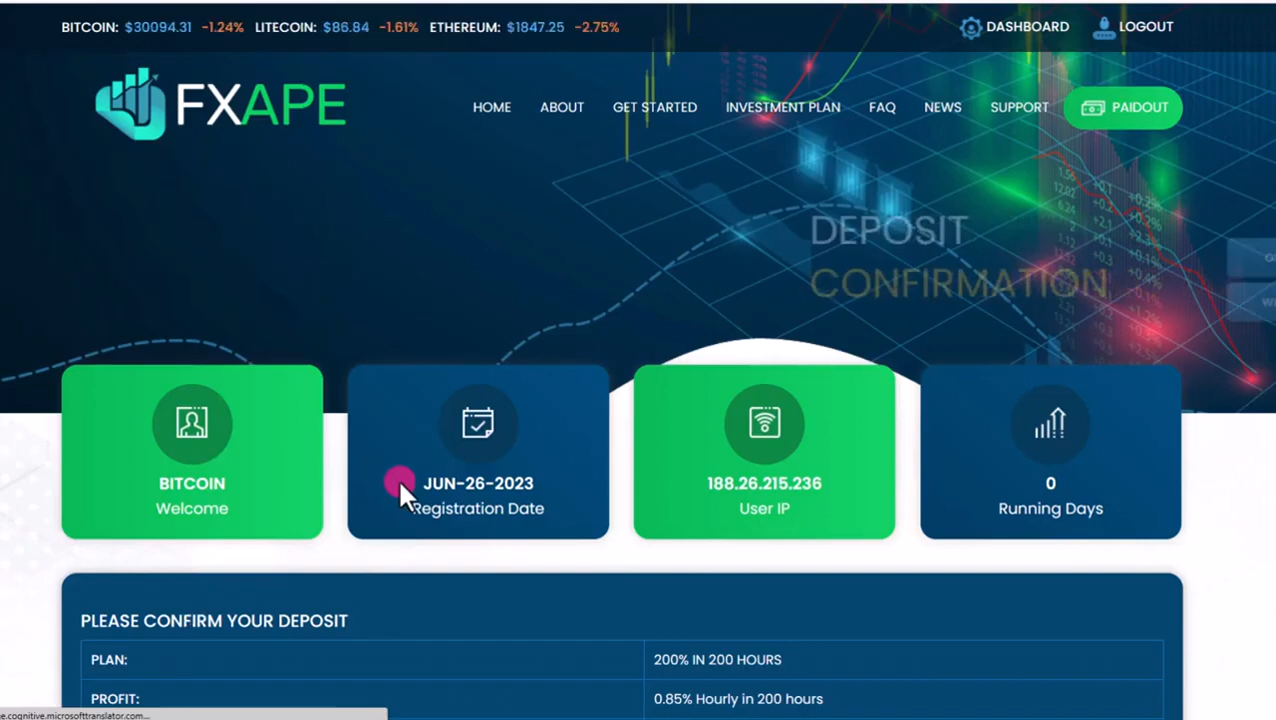 BITCOIN: $30094.31 -1.24% LITECOIN: $86.84 -1.61% ETHEREUM: $1847.25 -2.75% DASHBOARD LOGOUT
FXAPE HOME ABOUT GET STARTED INVESTMENT PLAN FAQ NEWS SUPPORT PAIDOUT
DEPOSIT
CONFIRMATION
BITCOIN
Welcome
JUN-26-2023
Registration Date
188.26.215.236
User IP
0
Running Days
PLEASE CONFIRM YOUR DEPOSIT
PLAN: 200% IN 200 HOURS
PROFIT: 0.85% Hourly in 200 hours
e.cognitive.microsofttranslator.com...